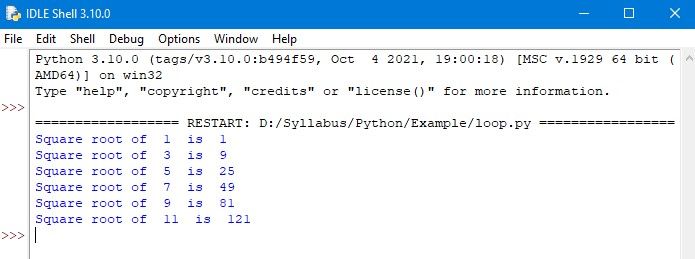 IDLE Shell 3.10.0
File Edit Shell Debug Options Window Help
Python 3.10.0 (tags/v3.10.0:b494f59, Oct  4 2021, 19:00:18) [MSC v.1929 64 bit (
AMD64)] on win32
Type "help", "copyright", "credits" or "license()" for more information.
>>>
================== RESTART: D:/Syllabus/Python/Example/loop.py =================
Square root of  1  is  1
Square root of  3  is  9
Square root of  5  is  25
Square root of  7  is  49
Square root of  9  is  81
Square root of  11  is  121
>>>